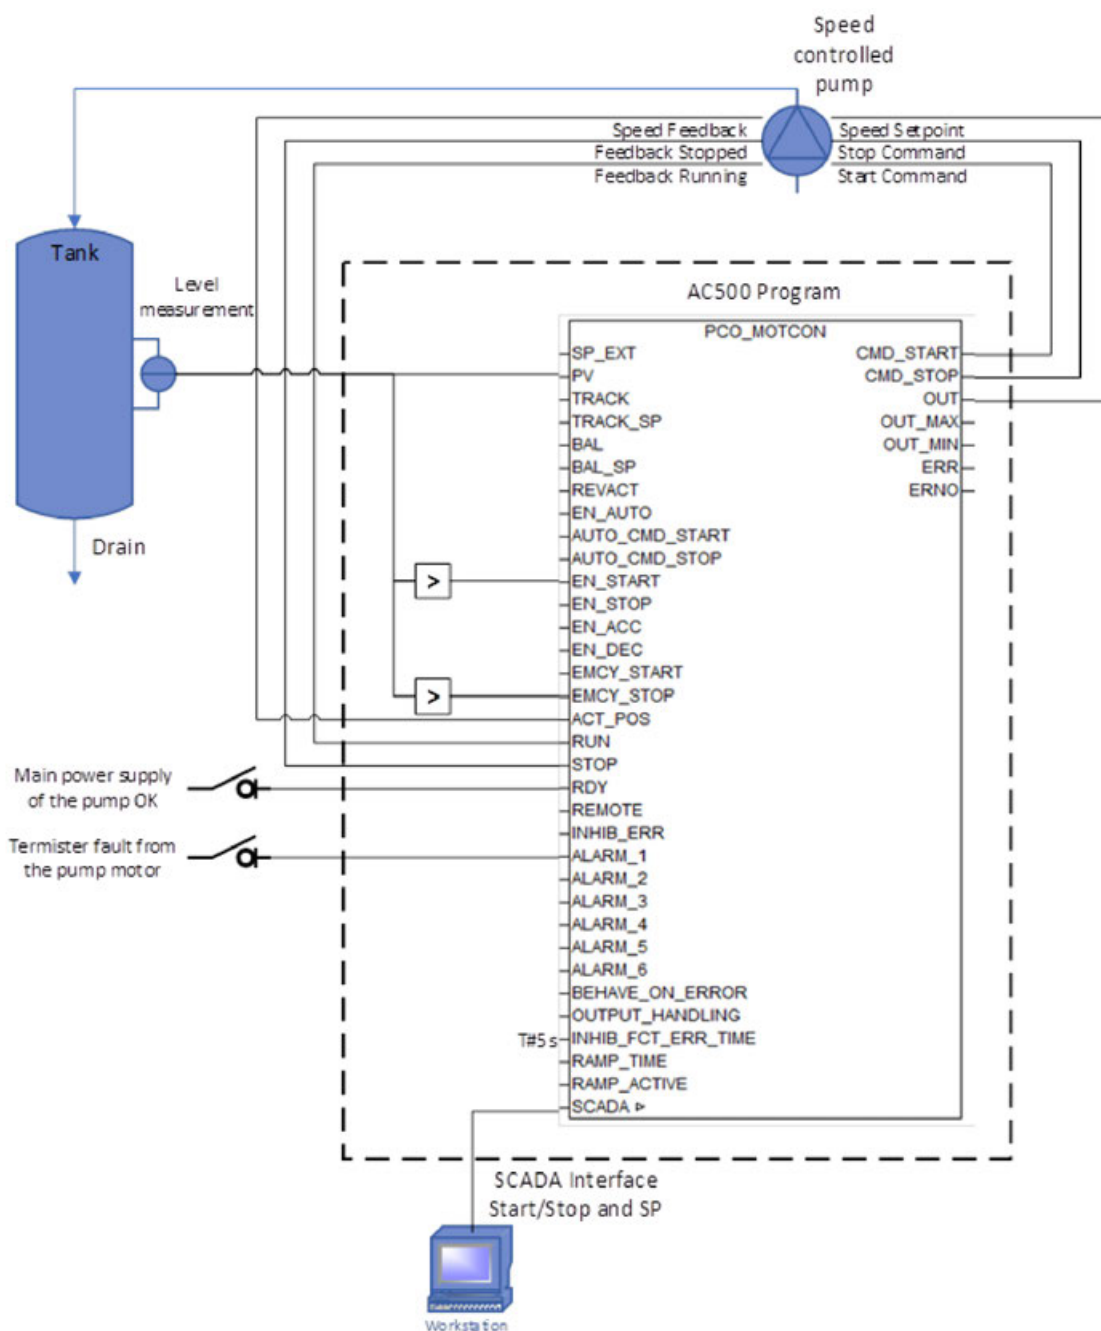 Speed
controlled
pump
Speed Feedback
Speed Setpoint
Feedback Stopped
Stop Command
Feedback Running
Start Command
Tank
Level
measurement
Drain
AC500 Program
PCO_MOTCON
SP_EXT
CMD_START
PV
CMD_STOP
TRACK
OUT
TRACK_SP
OUT_MAX
BAL
OUT_MIN
BAL_SP
ERR
REVACT
ERNO
EN_AUTO
AUTO_CMD_START
AUTO_CMD_STOP
>
EN_START
EN_STOP
EN_ACC
EN_DEC
EMCY_START
>
EMCY_STOP
ACT_POS
RUN
STOP
Main power supply
of the pump OK
RDY
REMOTE
INHIB_ERR
Termister fault from
the pump motor
ALARM_1
ALARM_2
ALARM_3
ALARM_4
ALARM_5
ALARM_6
BEHAVE_ON_ERROR
OUTPUT_HANDLING
T#5s
INHIB_FCT_ERR_TIME
RAMP_TIME
RAMP_ACTIVE
SCADA
SCADA Interface
Start/Stop and SP
Workstation